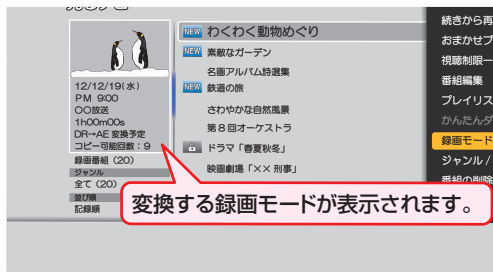 12/12/19(水)
PM 9:00
〇〇放送
1h00m00s
DR→AE 変換予定
コピー可能回数：9
録画番組（20）
ジャンル
全て（20）
並び順
記録順
NEW わくわく動物めぐり
NEW 素敵なガーデン
名画アルバム詩選集
NEW 鉄道の旅
さわやかな自然風景
第８回オーケストラ
ドラマ「春夏秋冬」
映画劇場「××刑事」
続きから再
おまかせプ
視聴制限一
番組編集
プレイリス
かんたんダ
録画モード
ジャンル /
番組の削除
変換する録画モードが表示されます。